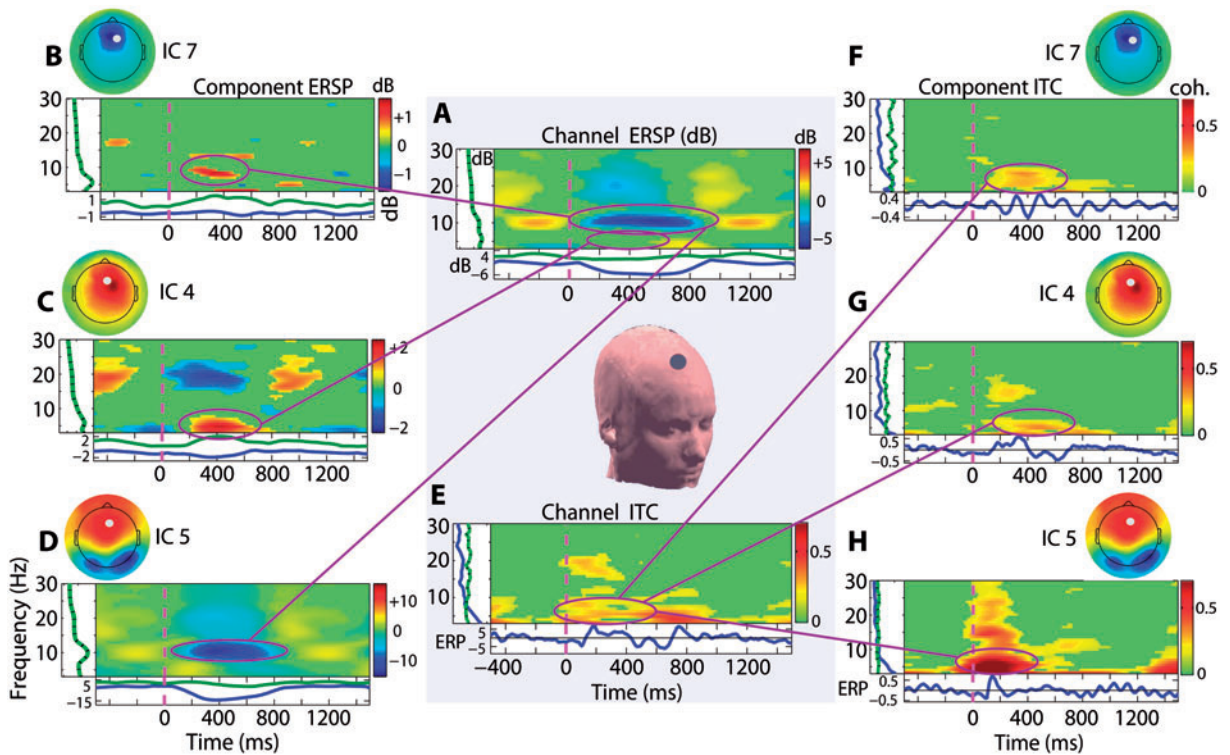 B
IC 7
Component ERSP
dB
30
20
10
+1
0
−1
dB
1
−1
0 400 800 1200
A
Channel ERSP (dB)
dB
dB
30
20
10
+5
0
−5
dB
4
−6
0 400 800 1200
F
IC 7
Component ITC
coh.
30
20
10
0.5
0
0.4
−0.4
0 400 800 1200
C
IC 4
30
20
10
+2
0
−2
2
−2
0 400 800 1200
G
IC 4
30
20
10
0.5
0
0.5
−0.5
0 400 800 1200
D
IC 5
Frequency (Hz)
30
20
10
+10
0
−10
5
−15
0 400 800 1200
Time (ms)
E
Channel ITC
30
20
10
0.5
0
ERP
5
−5
−400 0 400 800 1200
Time (ms)
H
IC 5
30
20
10
0.5
0
ERP
0.5
−0.5
0 400 800 1200
Time (ms)